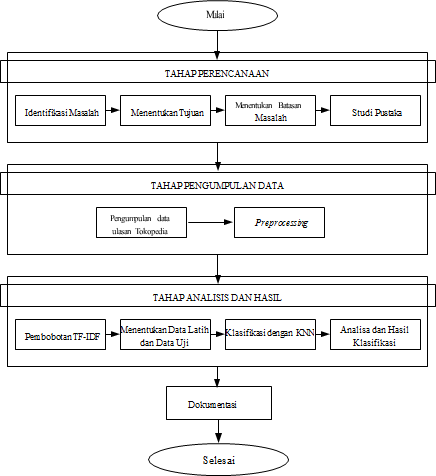 Mulai
TAHAP PERENCANAAN
Identifikasi Masalah
Menentukan Tujuan
Menentukan Batasan
Masalah
Studi Pustaka
TAHAP PENGUMPULAN DATA
Pengumpulan data
ulasan Tokopedia
Preprocessing
TAHAP ANALISIS DAN HASIL
Pembobotan TF-IDF
Menentukan Data Latih
dan Data Uji
Klasifikasi dengan KNN
Analisa dan Hasil
Klasifikasi
Dokumentasi
Selesai